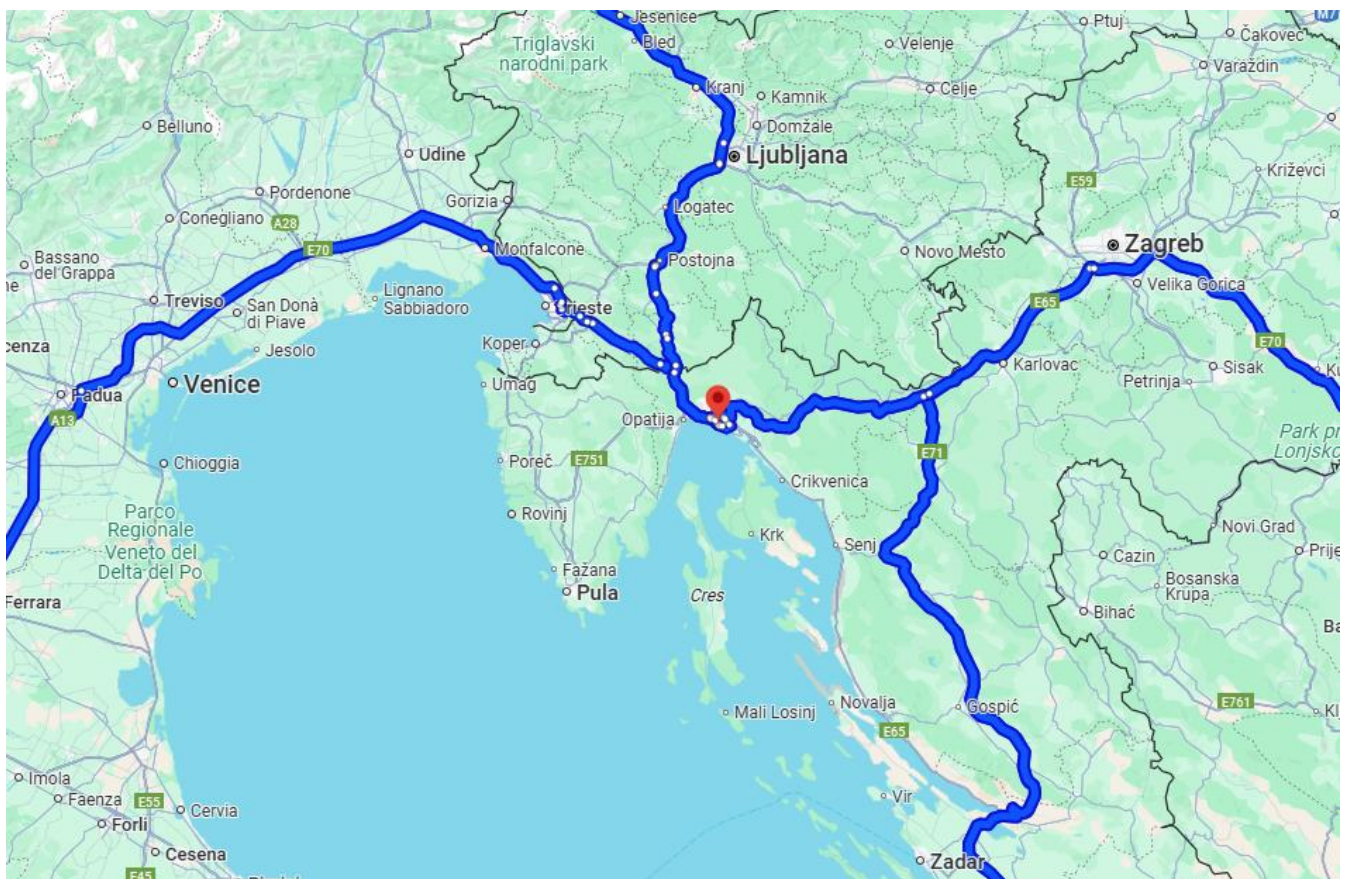 Jesenice
Ptuj
M7
Čakovec
Triglavski
narodni park
Bled
Velenje
Varaždin
Kranj
Kamnik
Celje
Belluno
Domžale
Udine
Ljubljana
Križevci
E59
Pordenone
Gorizia
Logatec
Conegliano
A28
E70
Monfalcone
Postojna
Novo Mesto
Zagreb
Bassano
del Grappa
Treviso
San Donà
di Piave
Lignano
Sabbiadoro
Trieste
E65
Velika Gorica
E70
cenza
Jesolo
Koper
Karlovac
Sisak
Petrinja
Venice
Umag
Padua
A13
Opatija
Chioggia
Poreč
E751
E71
Crikvenica
Park pr
Lonjsko
Parco
Regionale
Veneto del
Delta del Po
Rovinj
Krk
Senj
Novi Grad
Cazin
Prije
Fažana
Pula
Cres
Bosanska
Krupa
Bihać
Ferrara
Mali Losinj
Novalja
Gospić
E65
E761
Imola
Faenza
E55
Cervia
Vir
Forlì
Cesena
Zadar
E45